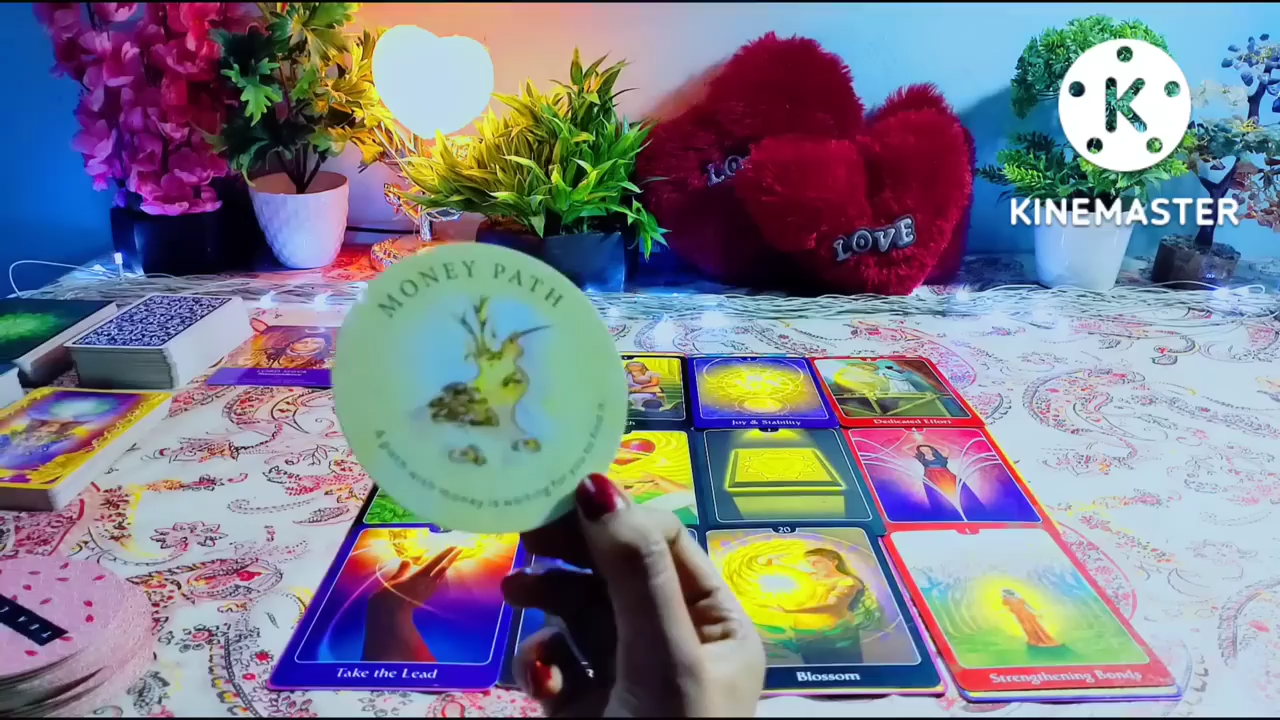 K
KINEMASTER
LOVE
MONEY PATH
A path with money is waiting for you to find it
Joy & Stability
Dedicated Effort
20
Take the Lead
Blossom
Strengthening Bonds